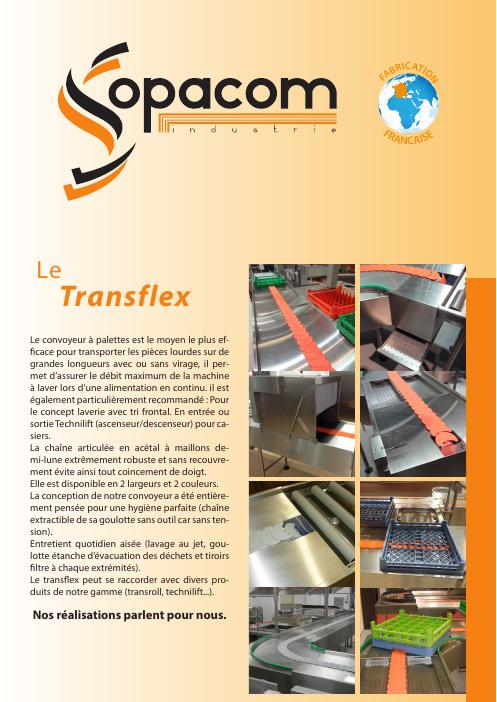 Sopacom
industrie
FABRICATION
FRANCAISE
Le
Transflex
Le convoyeur à palettes est le moyen le plus ef-
ficace pour transporter les pièces lourdes sur de
grandes longueurs avec ou sans virage, il per-
met d'assurer le débit maximum de la machine
à laver lors d'une alimentation en continu. il est
également particulièrement recommandé : Pour
le concept laverie avec tri frontal. En entrée ou
sortie Technilift (ascenseur/descenseur) pour ca-
siers.
La chaîne articulée en acétal à maillons de-
mi-lune extrêmement robuste et sans recouvre-
ment évite ainsi tout coincement de doigt.
Elle est disponible en 2 largeurs et 2 couleurs.
La conception de notre convoyeur a été entière-
ment pensée pour une hygiène parfaite (chaîne
extractible de sa goulotte sans outil car sans ten-
sion).
Entretient quotidien aisée (lavage au jet, gou-
lotte étanche d'évacuation des déchets et tiroirs
filtre à chaque extrémités).
Le transflex peut se raccorder avec divers pro-
duits de notre gamme (transroll, technilift...).
Nos réalisations parlent pour nous.